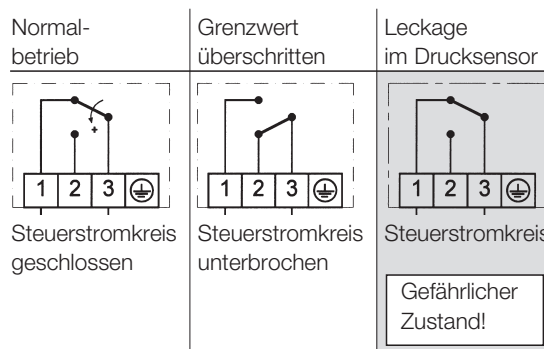 Normal-
betrieb
Grenzwert
überschritten
Leckage
im Drucksensor
+
1 2 3
1 2 3
1 2 3
Steuerstromkreis
geschlossen
Steuerstromkreis
unterbrochen
Steuerstromkreis
Gefährlicher
Zustand!